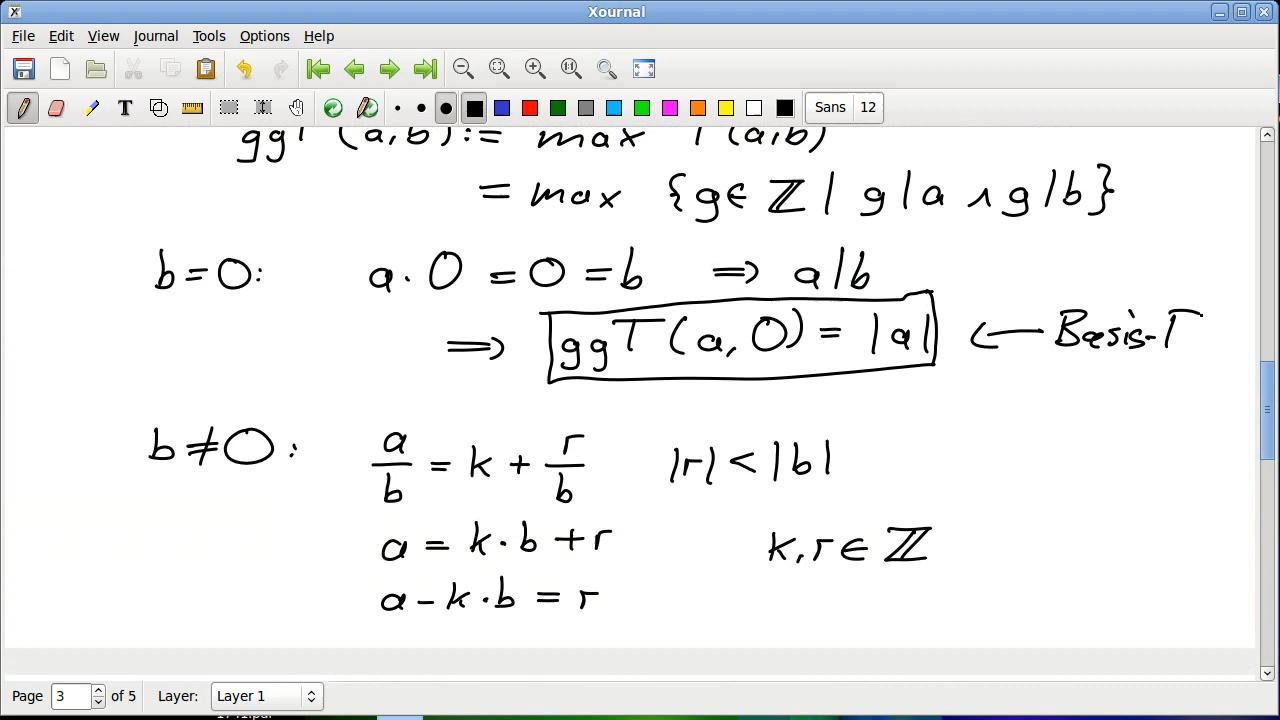 Xournal
File Edit View Journal Tools Options Help
Sans 12
ggT (a,b) := max T(a,b)
= max {g∈ ℤ | g|a ∧ g|b}
b=0: a·0 = 0 = b ⟹ a|b
⟹ ggT(a,0) = |a| ← Basis-T
b≠0: a/b = k + r/b |r| < |b|
a = k·b + r k,r ∈ ℤ
a - k·b = r
Page 3 of 5 Layer: Layer 1